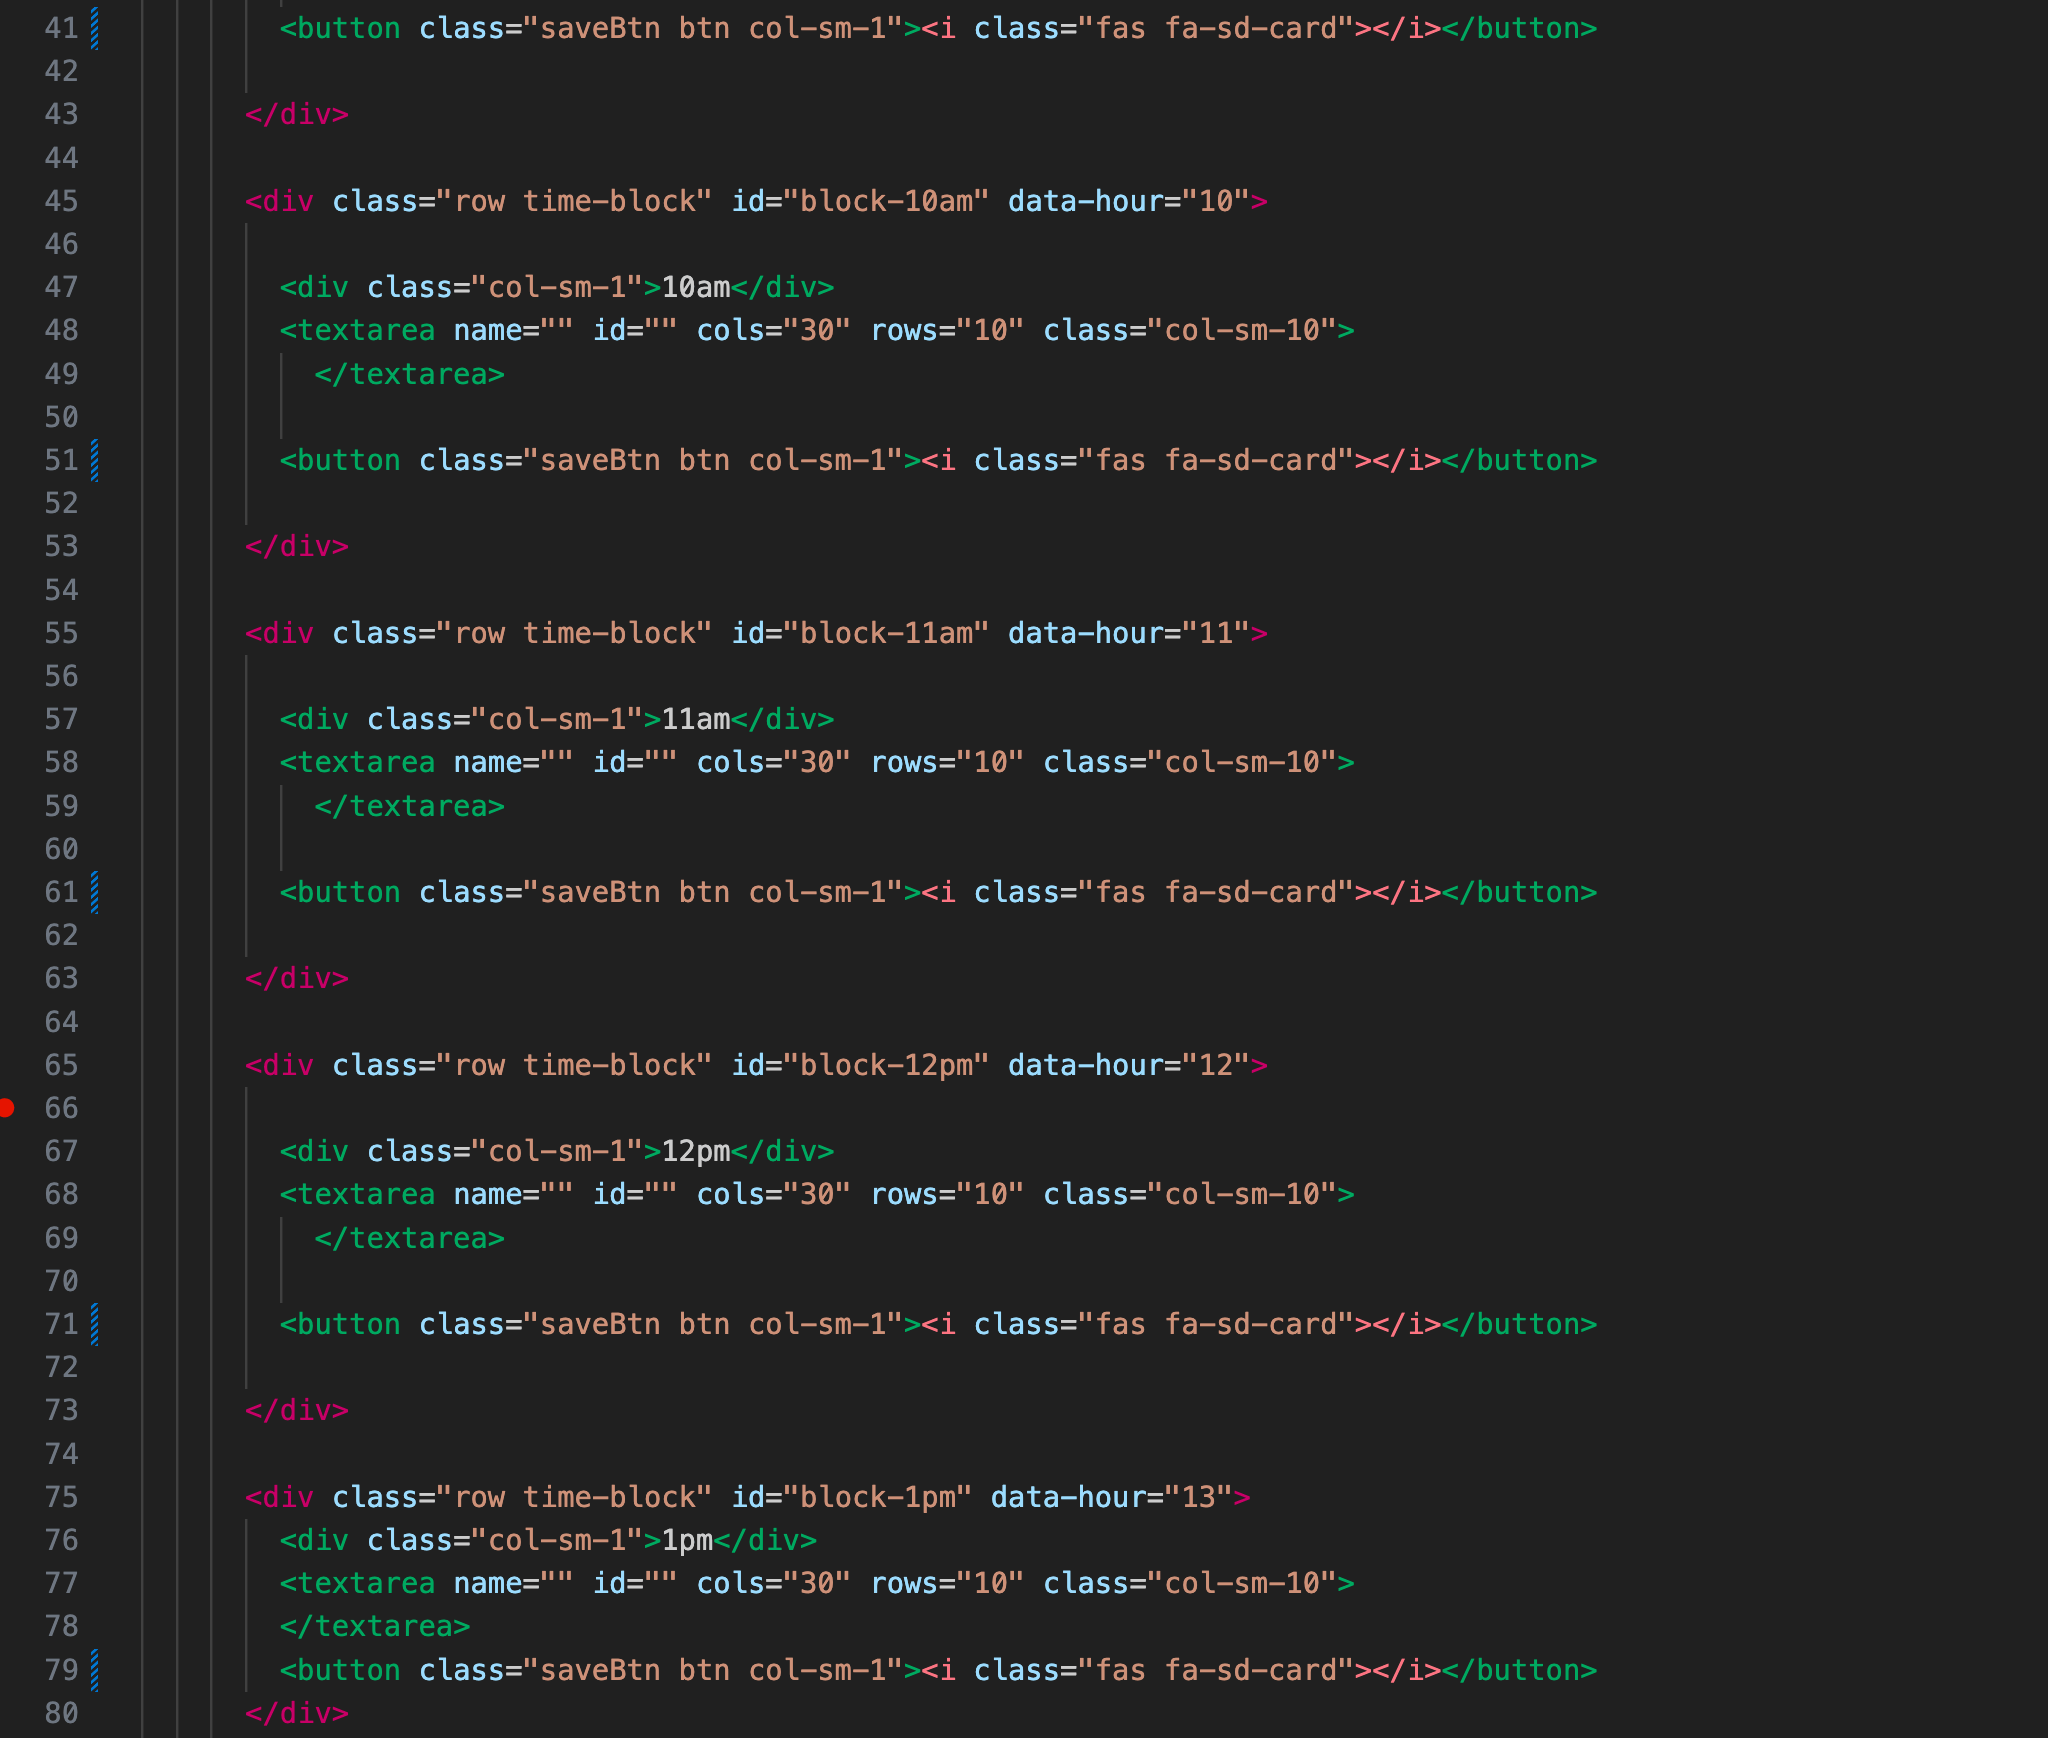 41 <button class="saveBtn btn col-sm-1"><i class="fas fa-sd-card"></i></button>
42
43 </div>
44
45 <div class="row time-block" id="block-10am" data-hour="10">
46
47 <div class="col-sm-1">10am</div>
48 <textarea name="" id="" cols="30" rows="10" class="col-sm-10">
49 </textarea>
50
51 <button class="saveBtn btn col-sm-1"><i class="fas fa-sd-card"></i></button>
52
53 </div>
54
55 <div class="row time-block" id="block-11am" data-hour="11">
56
57 <div class="col-sm-1">11am</div>
58 <textarea name="" id="" cols="30" rows="10" class="col-sm-10">
59 </textarea>
60
61 <button class="saveBtn btn col-sm-1"><i class="fas fa-sd-card"></i></button>
62
63 </div>
64
65 <div class="row time-block" id="block-12pm" data-hour="12">
66
67 <div class="col-sm-1">12pm</div>
68 <textarea name="" id="" cols="30" rows="10" class="col-sm-10">
69 </textarea>
70
71 <button class="saveBtn btn col-sm-1"><i class="fas fa-sd-card"></i></button>
72
73 </div>
74
75 <div class="row time-block" id="block-1pm" data-hour="13">
76 <div class="col-sm-1">1pm</div>
77 <textarea name="" id="" cols="30" rows="10" class="col-sm-10">
78 </textarea>
79 <button class="saveBtn btn col-sm-1"><i class="fas fa-sd-card"></i></button>
80 </div>